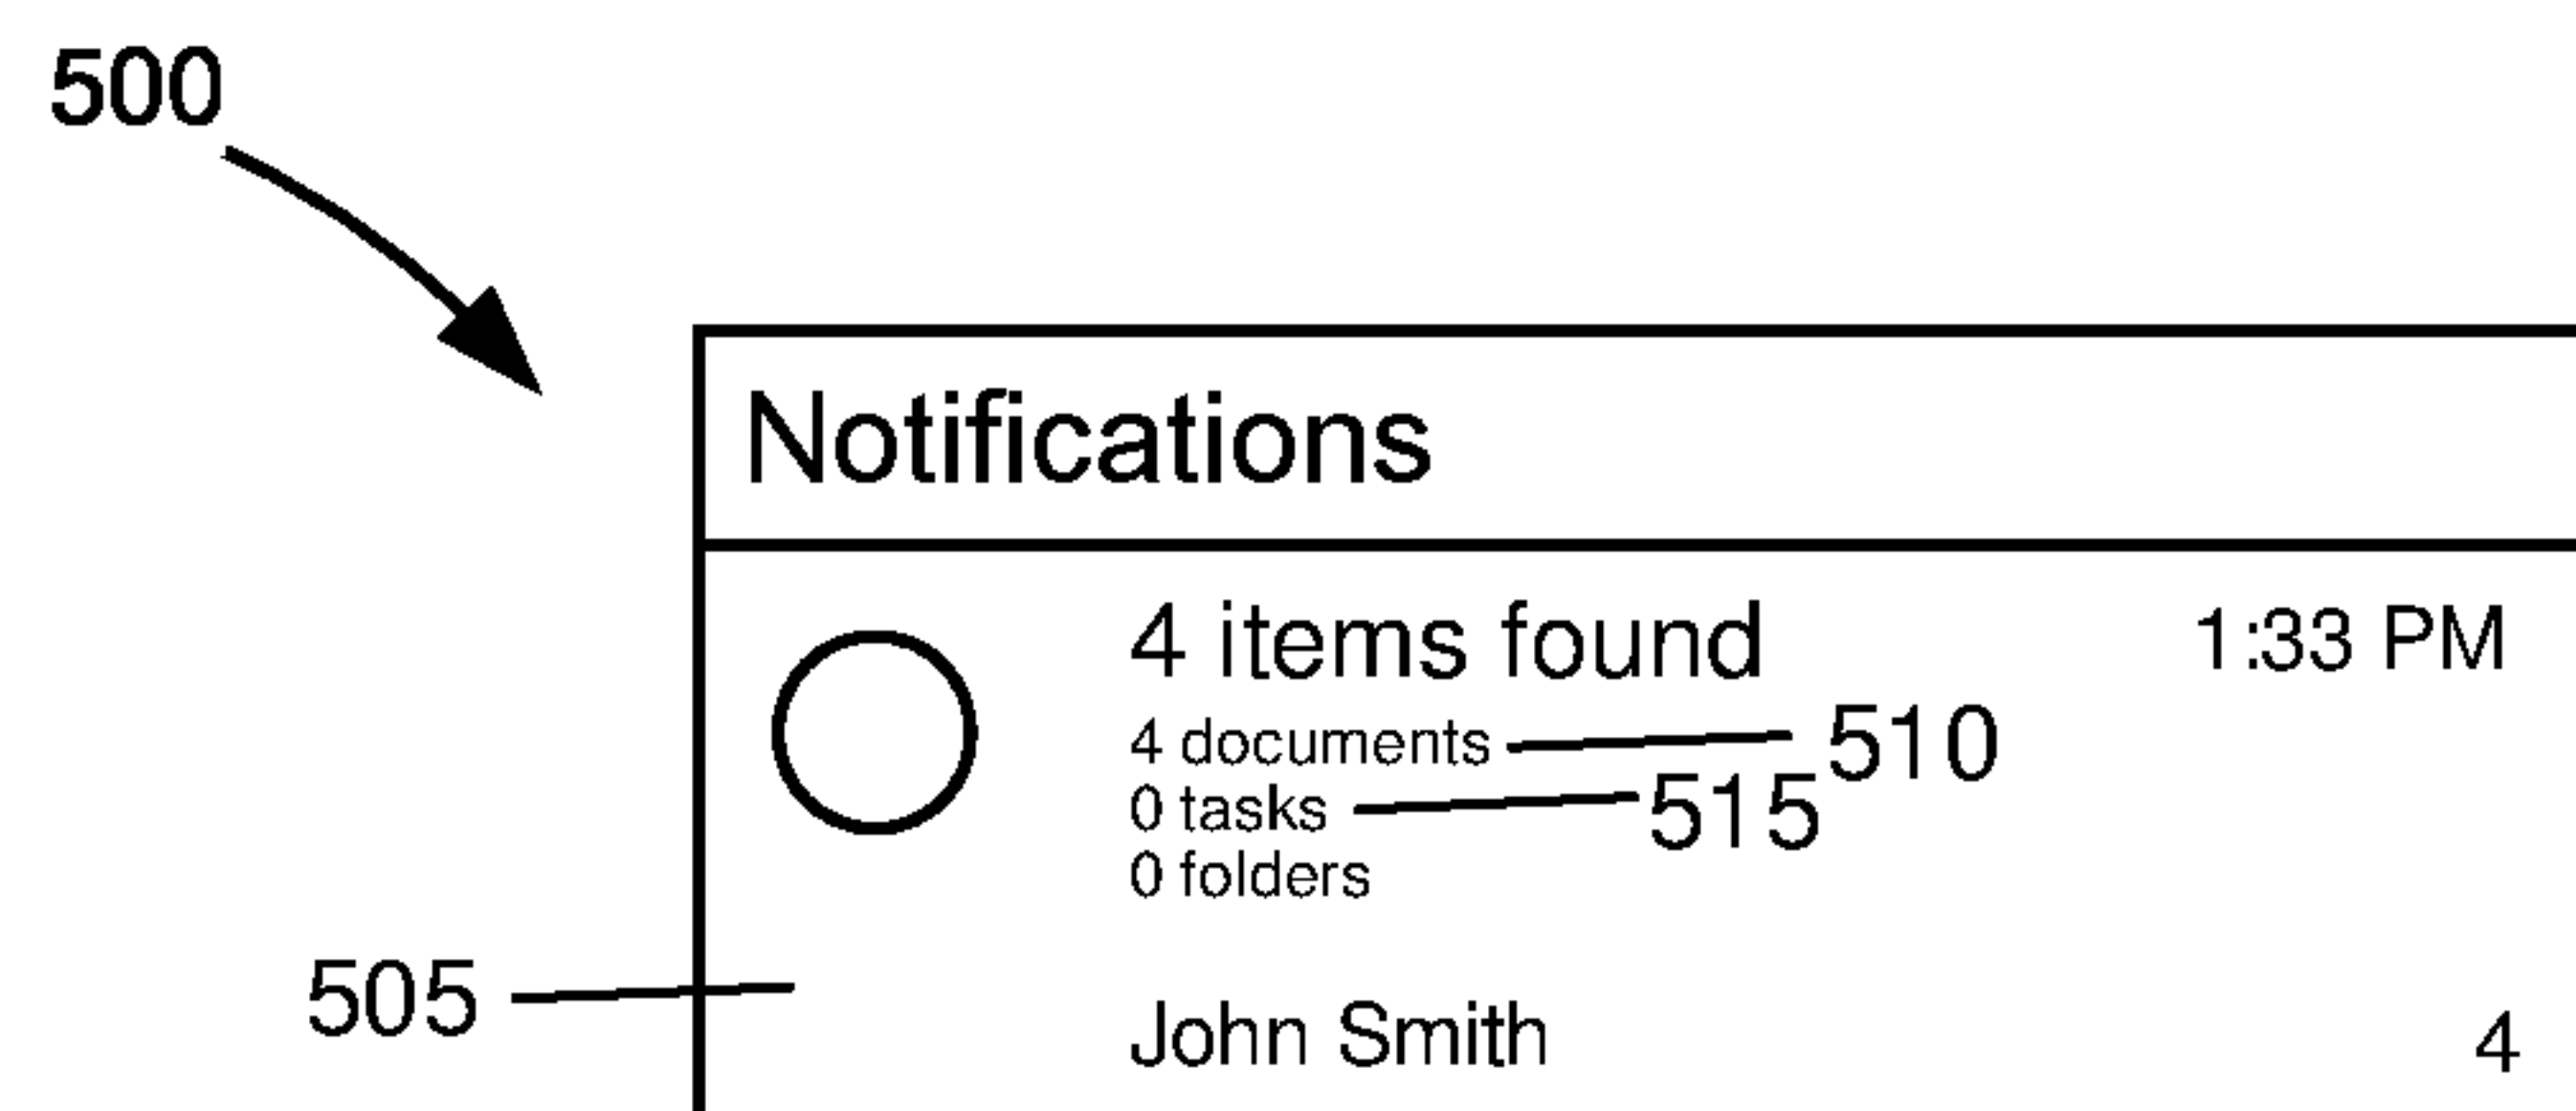 500
Notifications
4 items found 1:33 PM
4 documents 510
0 tasks 515
0 folders
505
John Smith 4